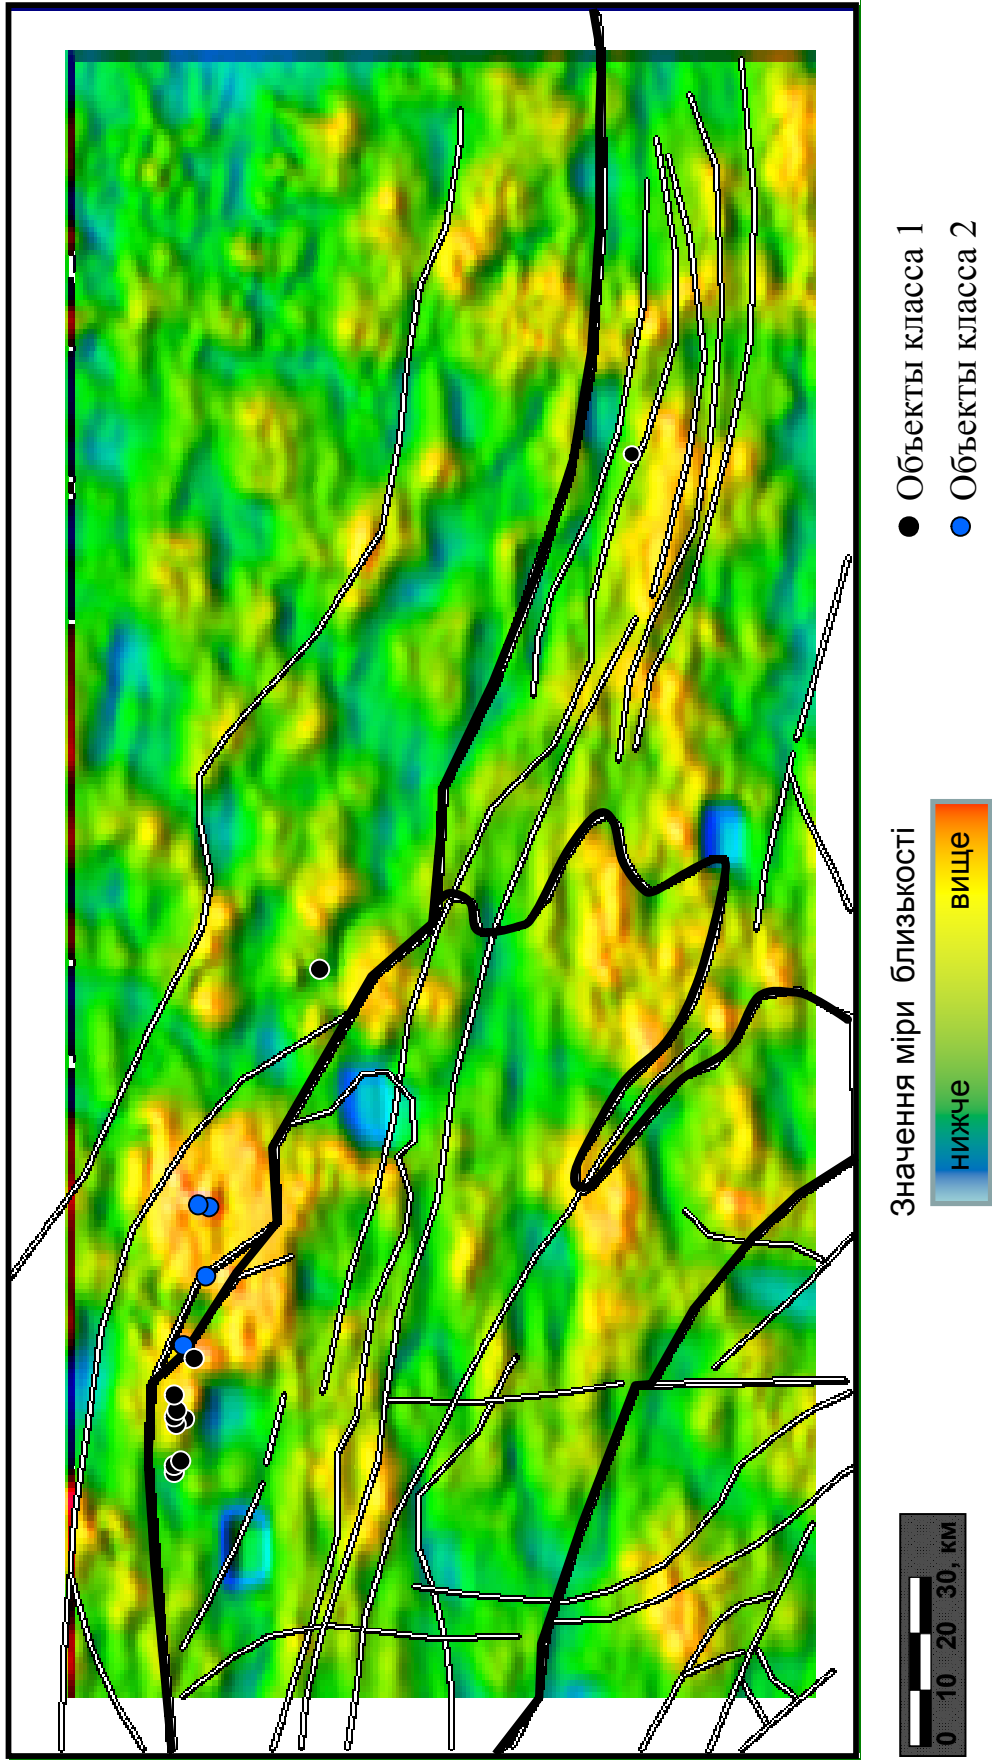 Объекты класса 1
Объекты класса 2
Значення міри близькості
нижче вище
0 10 20 30, км